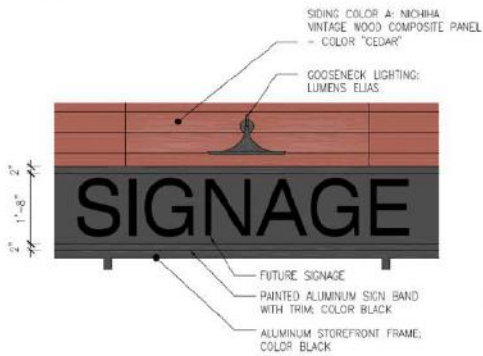 SIDING COLOR A: NICHIHA
VINTAGE WOOD COMPOSITE PANEL
- COLOR "CEDAR"
GOOSENECK LIGHTING:
LUMENS ELIAS
2"
1'-8"
2"
SIGNAGE
FUTURE SIGNAGE
PAINTED ALUMINUM SIGN BAND
WITH TRIM; COLOR BLACK
ALUMINUM STOREFRONT FRAME;
COLOR BLACK